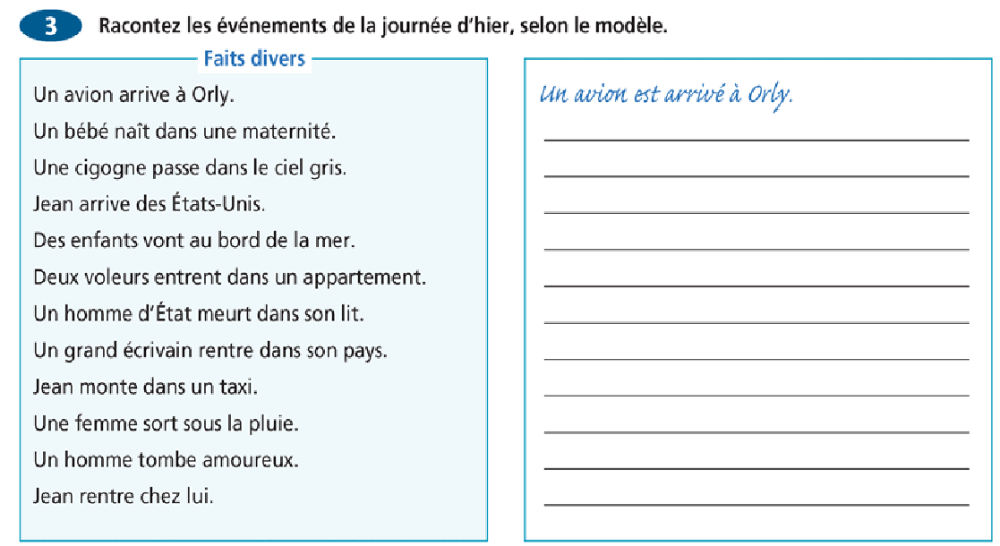 3 Racontez les événements de la journée d'hier, selon le modèle.
Faits divers
Un avion arrive à Orly.
Un bébé naît dans une maternité.
Une cigogne passe dans le ciel gris.
Jean arrive des États-Unis.
Des enfants vont au bord de la mer.
Deux voleurs entrent dans un appartement.
Un homme d'État meurt dans son lit.
Un grand écrivain rentre dans son pays.
Jean monte dans un taxi.
Une femme sort sous la pluie.
Un homme tombe amoureux.
Jean rentre chez lui.
Un avion est arrivé à Orly.